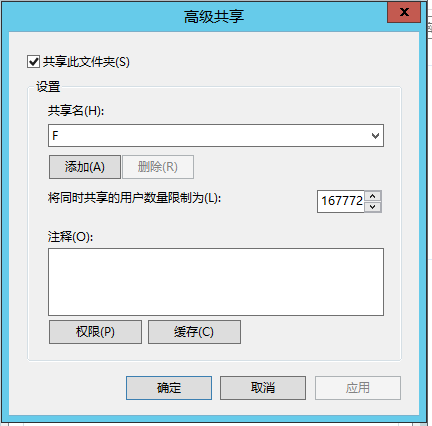 高级共享
x
共享此文件夹(S)
设置
共享名(H):
F
添加(A) 删除(R)
将同时共享的用户数量限制为(L): 167772
注释(O):
权限(P) 缓存(C)
确定 取消 应用